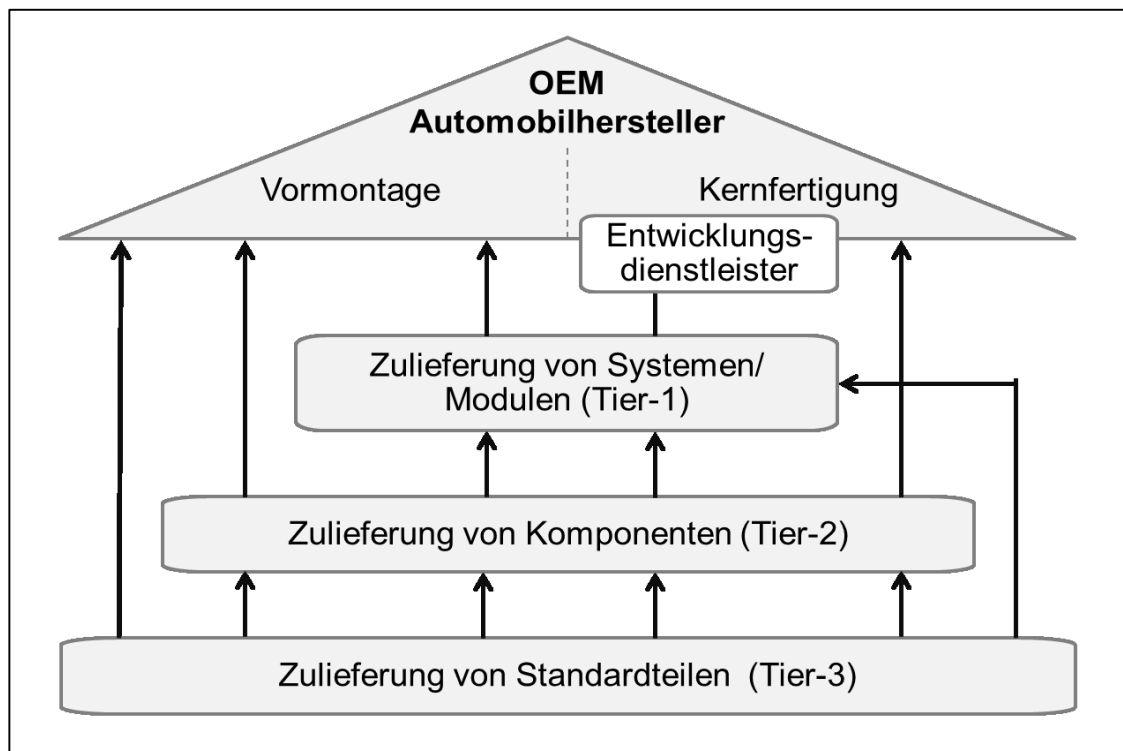 OEM
Automobilhersteller
Vormontage
Kernfertigung
Entwicklungs-
dienstleister
Zulieferung von Systemen/
Modulen (Tier-1)
Zulieferung von Komponenten (Tier-2)
Zulieferung von Standardteilen (Tier-3)